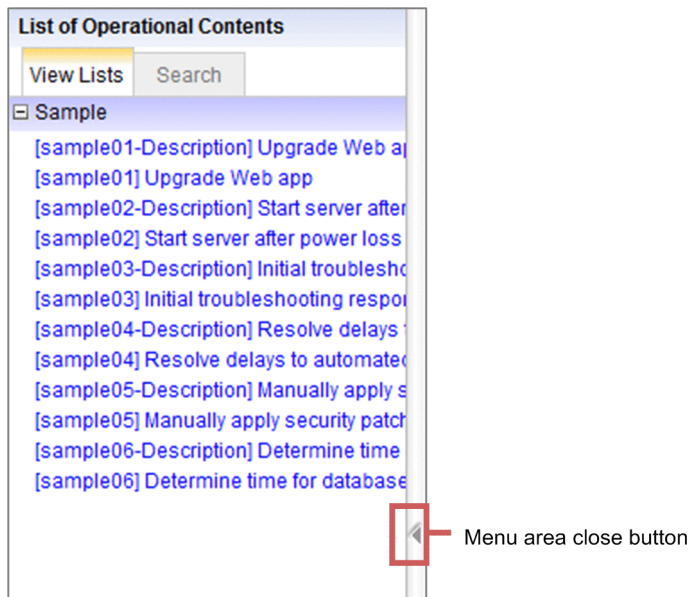 List of Operational Contents
View Lists
Search
Sample
[sample01-Description] Upgrade Web a
[sample01] Upgrade Web app
[sample02-Description] Start server after
[sample02] Start server after power loss
[sample03-Description] Initial troublesho
[sample03] Initial troubleshooting respo
[sample04-Description] Resolve delays
[sample04] Resolve delays to automate
[sample05-Description] Manually apply s
[sample05] Manually apply security patch
[sample06-Description] Determine time
[sample06] Determine time for database
Menu area close button